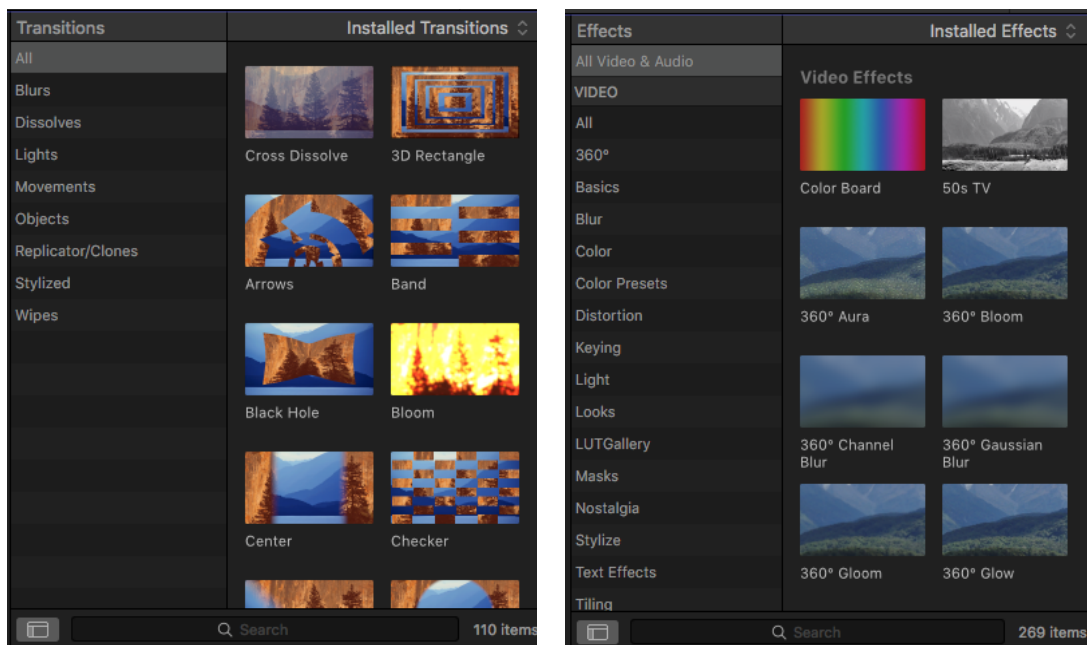 Transitions
Installed Transitions
All
Blurs
Dissolves
Lights
Movements
Objects
Replicator/Clones
Stylized
Wipes
Cross Dissolve
3D Rectangle
Arrows
Band
Black Hole
Bloom
Center
Checker
Search
110 items
Effects
Installed Effects
All Video & Audio
VIDEO
All
360°
Basics
Blur
Color
Color Presets
Distortion
Keying
Light
Looks
LUTGallery
Masks
Nostalgia
Stylize
Text Effects
Tiling
Video Effects
Color Board
50s TV
360° Aura
360° Bloom
360° Channel
Blur
360° Gaussian
Blur
360° Gloom
360° Glow
Search
269 items